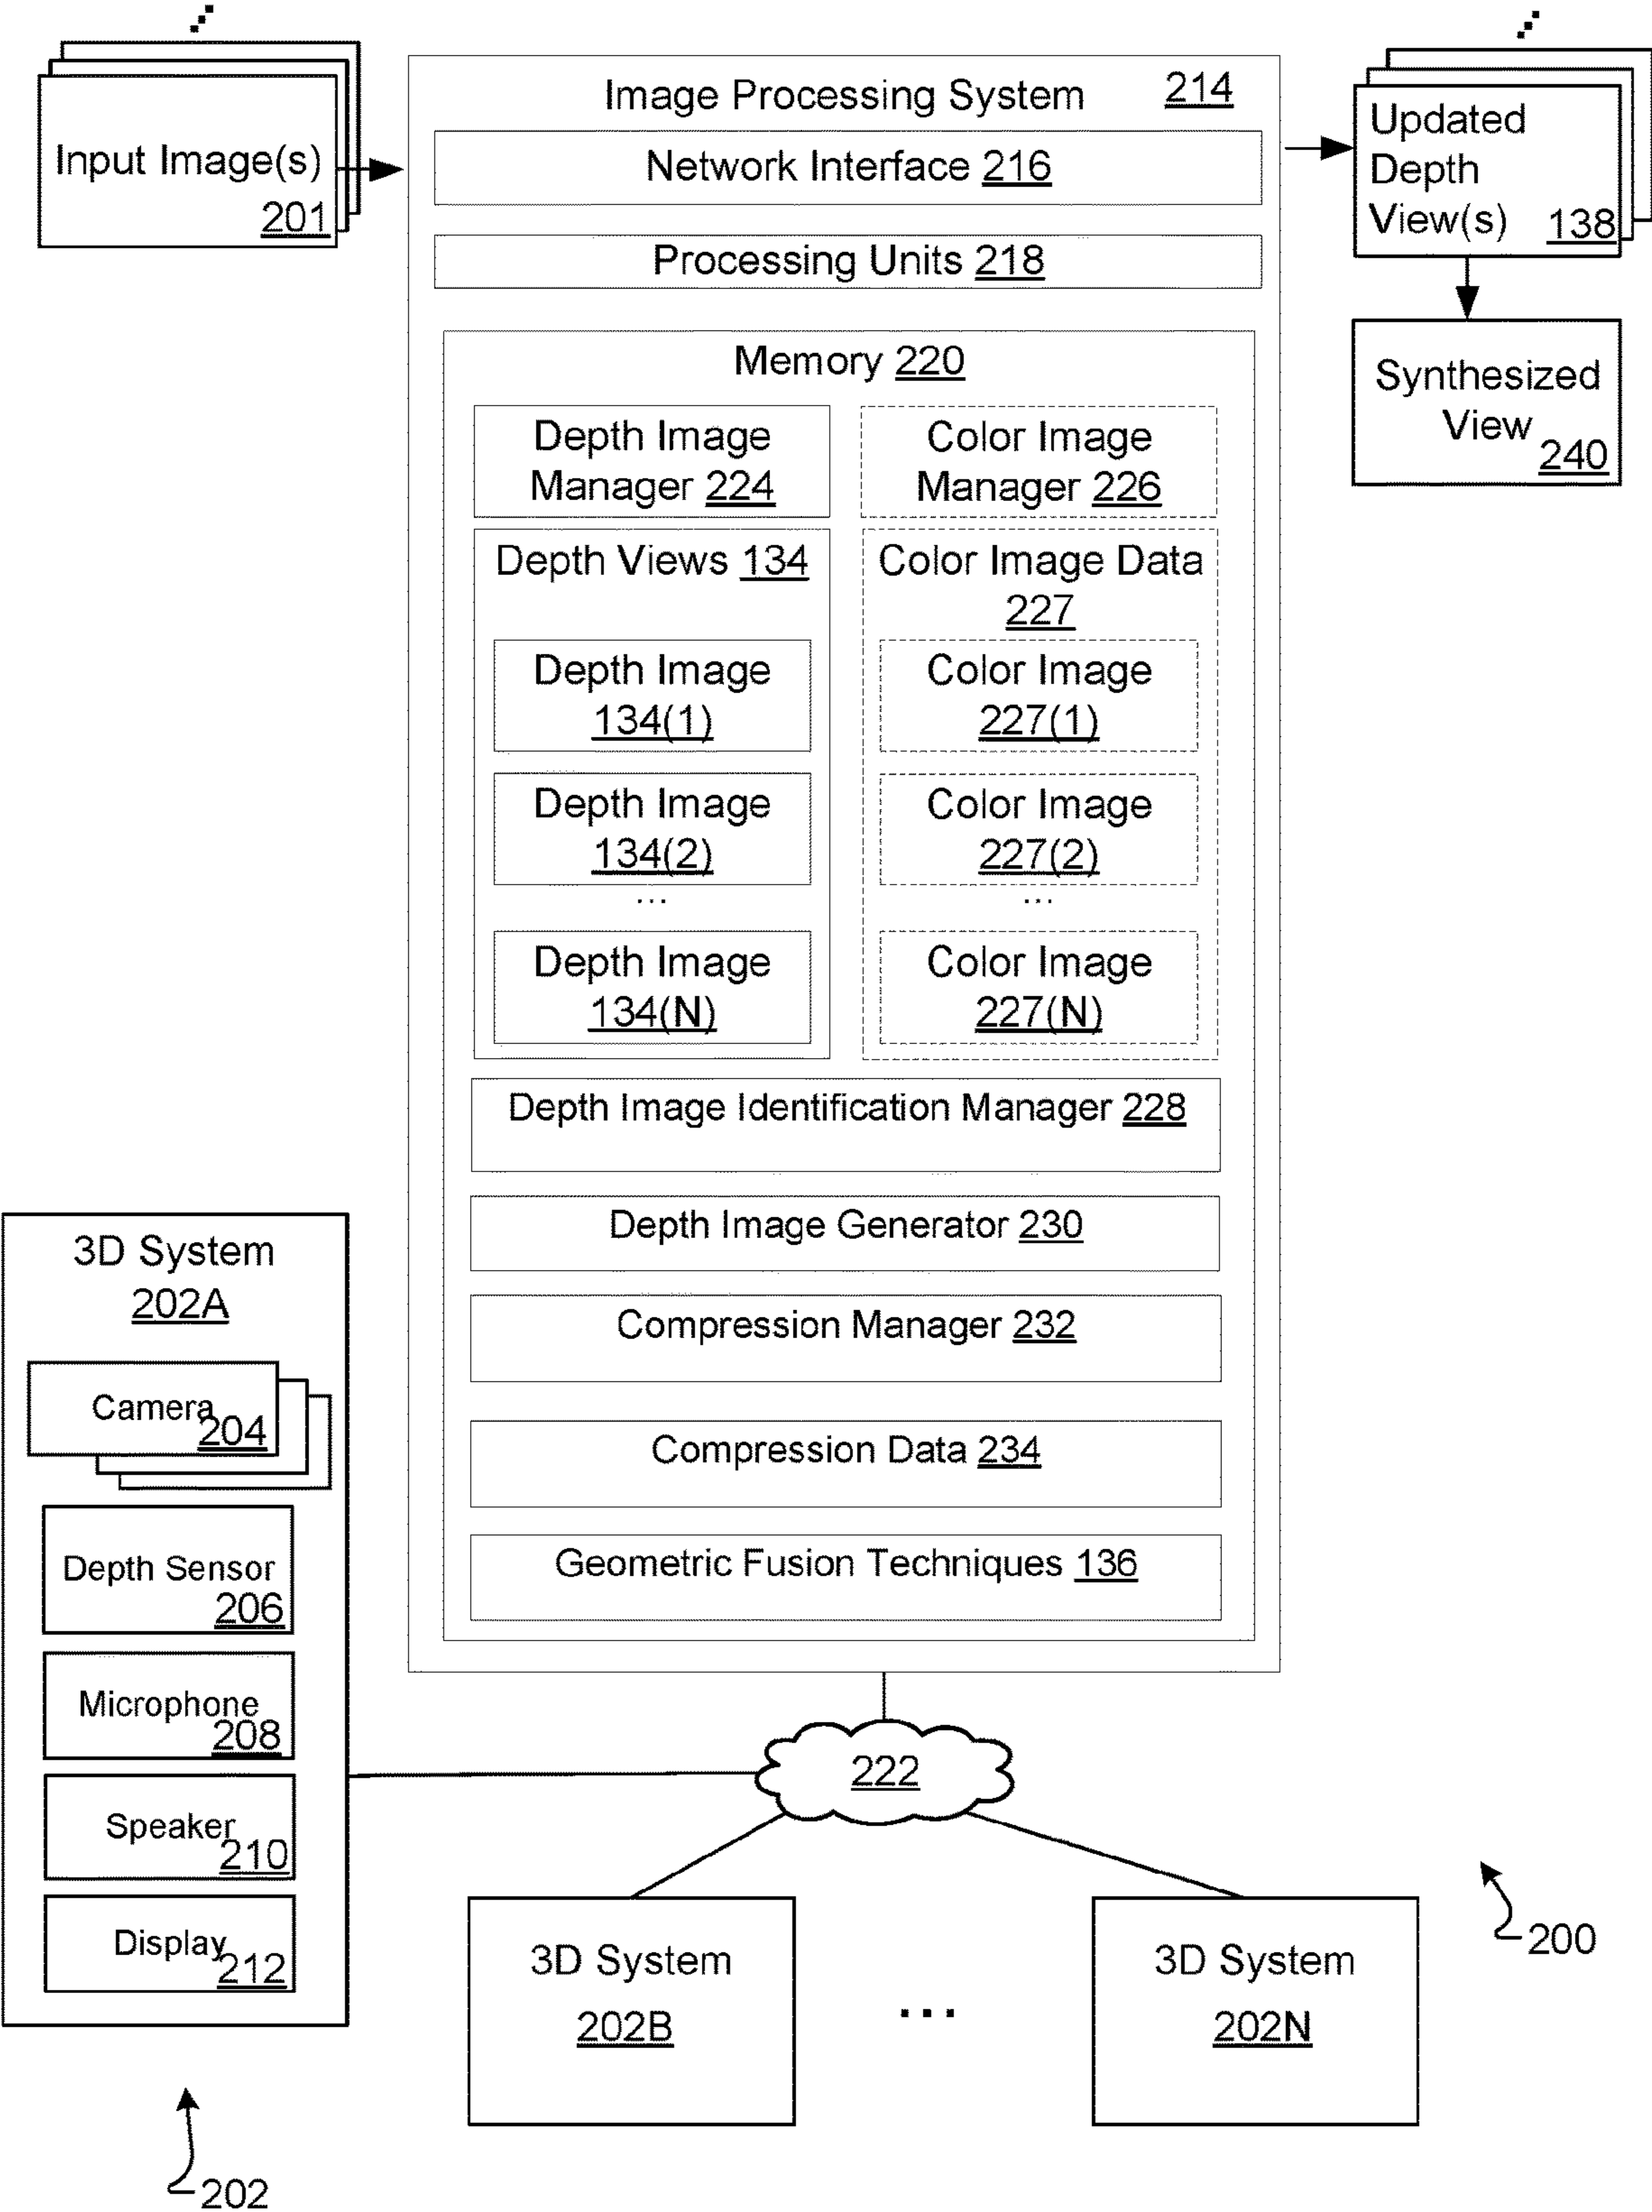 Input Image(s)
201
Image Processing System 214
Network Interface 216
Processing Units 218
Memory 220
Depth Image
Manager 224
Color Image
Manager 226
Depth Views 134
Color Image Data
227
Depth Image
134(1)
Color Image
227(1)
Depth Image
134(2)
Color Image
227(2)
...
...
Depth Image
134(N)
Color Image
227(N)
Depth Image Identification Manager 228
Depth Image Generator 230
Compression Manager 232
Compression Data 234
Geometric Fusion Techniques 136
Updated
Depth
View(s) 138
Synthesized
View
240
3D System
202A
Camera
204
Depth Sensor
206
Microphone
208
Speaker
210
Display
212
222
3D System
202B
...
3D System
202N
200
202